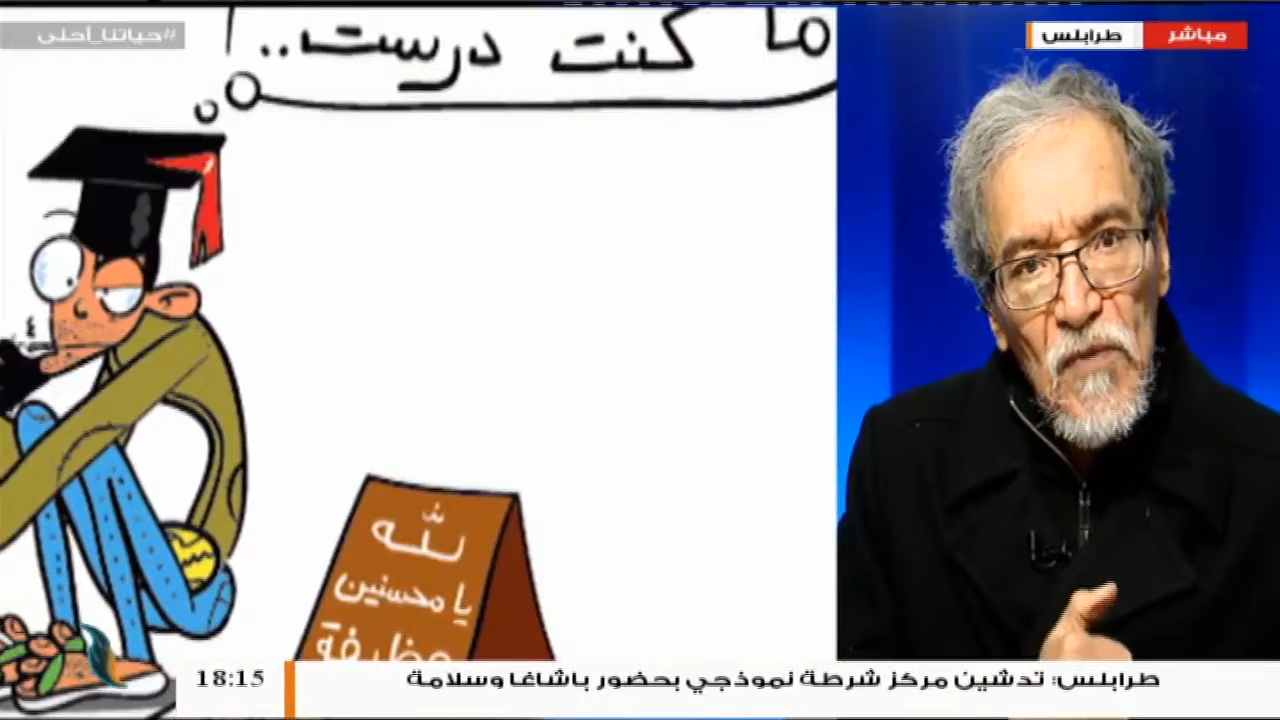 #حياتنا_أحلى
طرابلس
مباشر
ما كنت درست..
لله
يا محسنين
وظيفة
18:15
طرابلس: تدشين مركز شرطة نموذجي بحضور باشاغا وسلامة